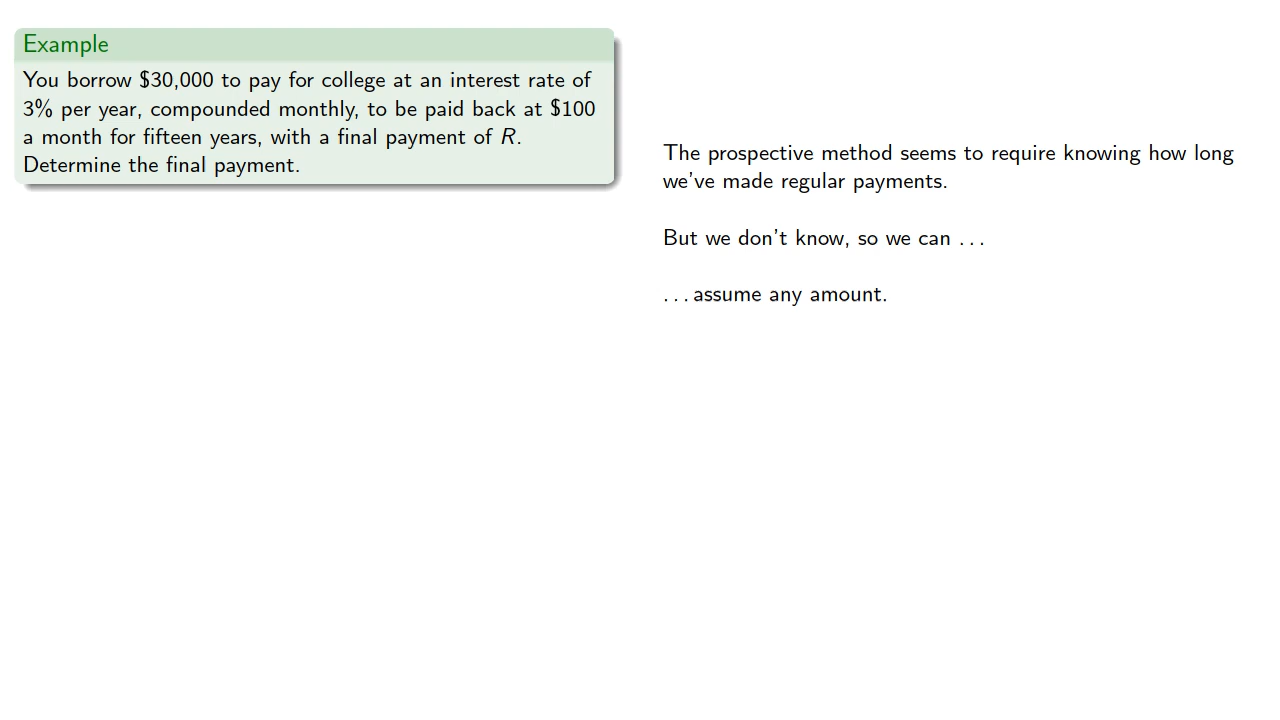 Example
You borrow $30,000 to pay for college at an interest rate of
3% per year, compounded monthly, to be paid back at $100
a month for fifteen years, with a final payment of R.
Determine the final payment.
The prospective method seems to require knowing how long
we've made regular payments.
But we don't know, so we can ...
... assume any amount.